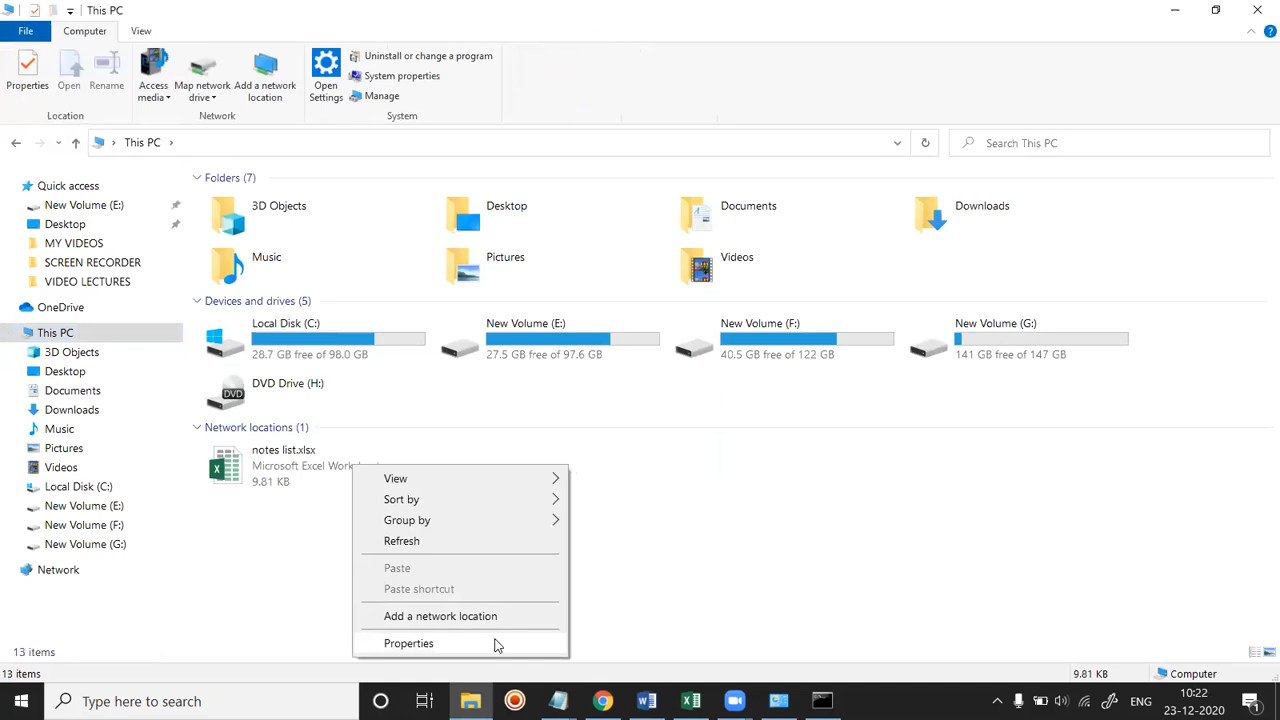 This PC
File
Computer
View
Properties
Open
Rename
Access media
Map network drive
Add a network location
Open Settings
Uninstall or change a program
System properties
Manage
Location
Network
System
This PC
Search This PC
Quick access
New Volume (E:)
Desktop
MY VIDEOS
SCREEN RECORDER
VIDEO LECTURES
OneDrive
This PC
3D Objects
Desktop
Documents
Downloads
Music
Pictures
Videos
Local Disk (C:)
New Volume (E:)
New Volume (F:)
New Volume (G:)
Network
Folders (7)
3D Objects
Desktop
Documents
Downloads
Music
Pictures
Videos
Devices and drives (5)
Local Disk (C:)
28.7 GB free of 98.0 GB
New Volume (E:)
27.5 GB free of 97.6 GB
New Volume (F:)
40.5 GB free of 122 GB
New Volume (G:)
141 GB free of 147 GB
DVD
DVD Drive (H:)
Network locations (1)
notes list.xlsx
Microsoft Excel
9.81 KB
View
Sort by
Group by
Refresh
Paste
Paste shortcut
Add a network location
Properties
13 items
13 items
9.81 KB
Computer
Type here to search
ENG
10:22
23-12-2020